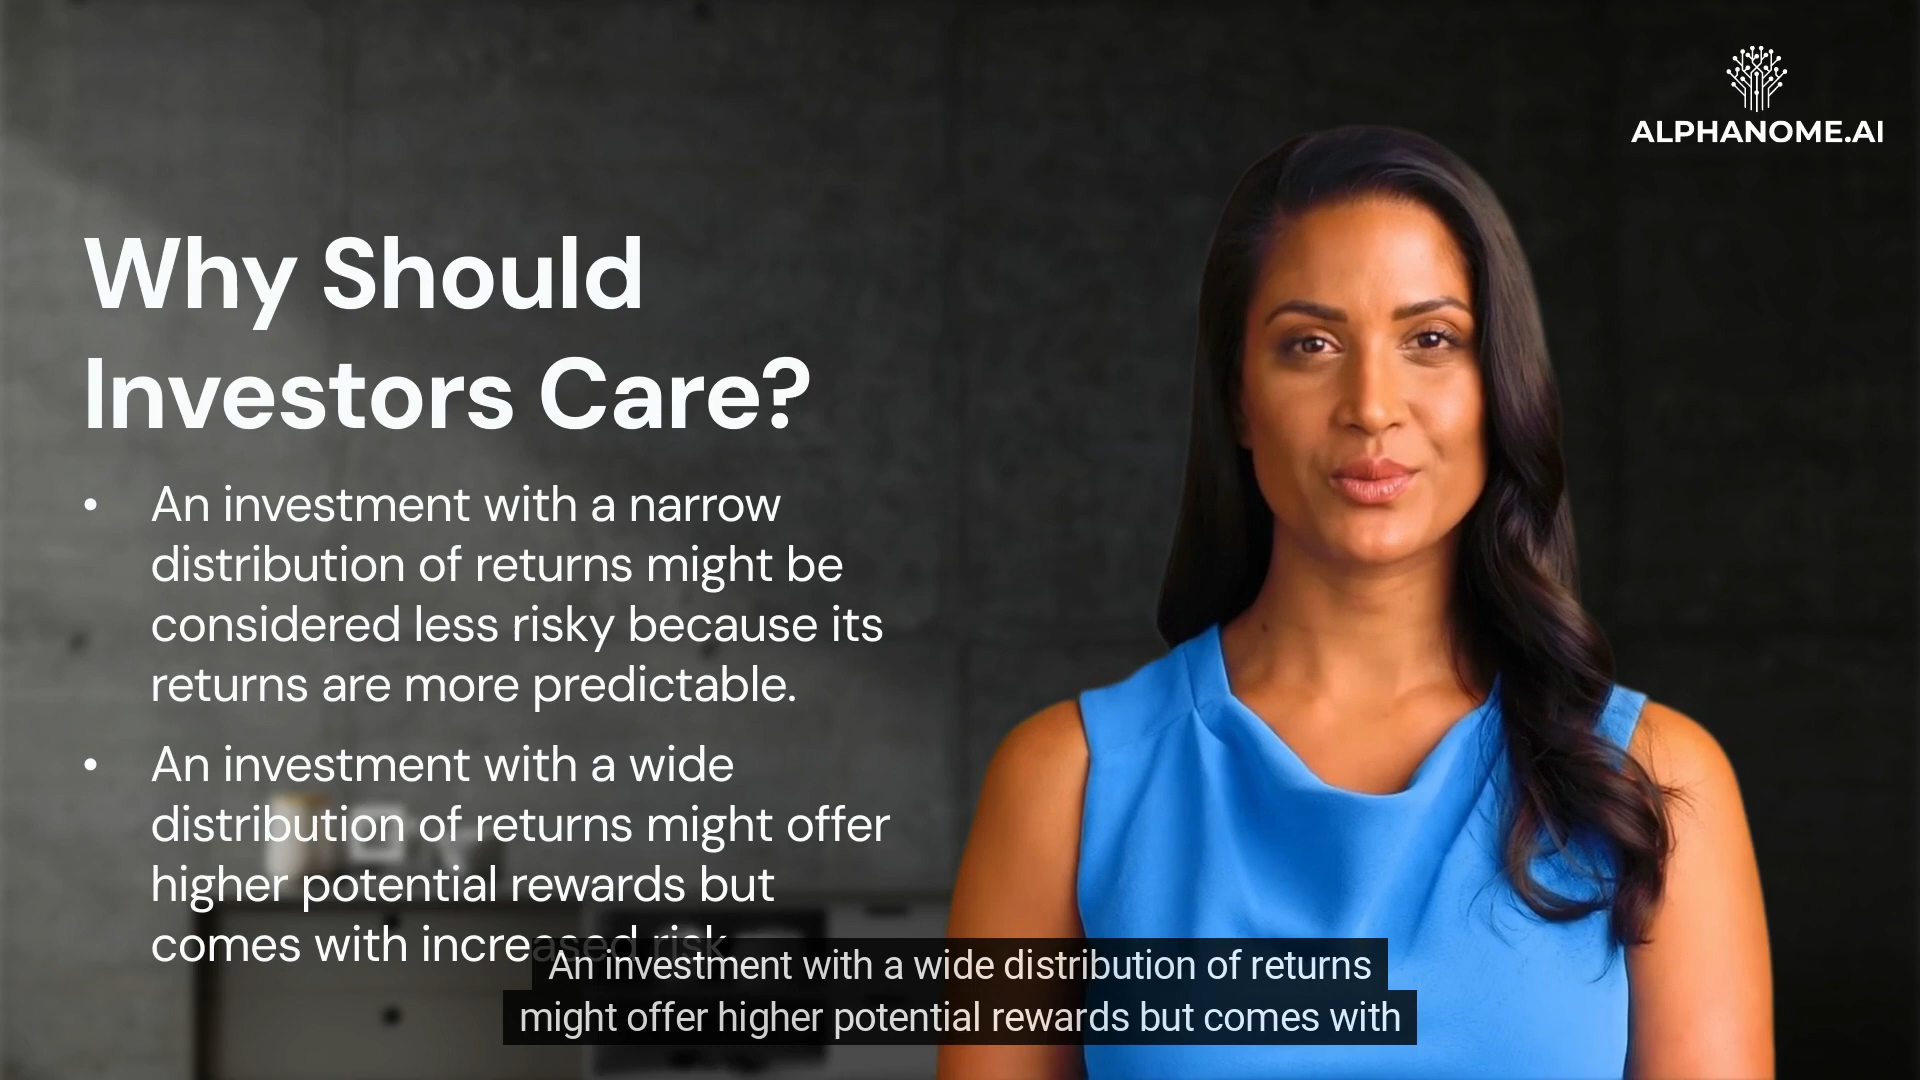 ALPHANOME.AI
Why Should
Investors Care?
• An investment with a narrow
distribution of returns might be
considered less risky because its
returns are more predictable.
• An investment with a wide
distribution of returns might offer
higher potential rewards but
comes with increased risk.
An investment with a wide distribution of returns
might offer higher potential rewards but comes with